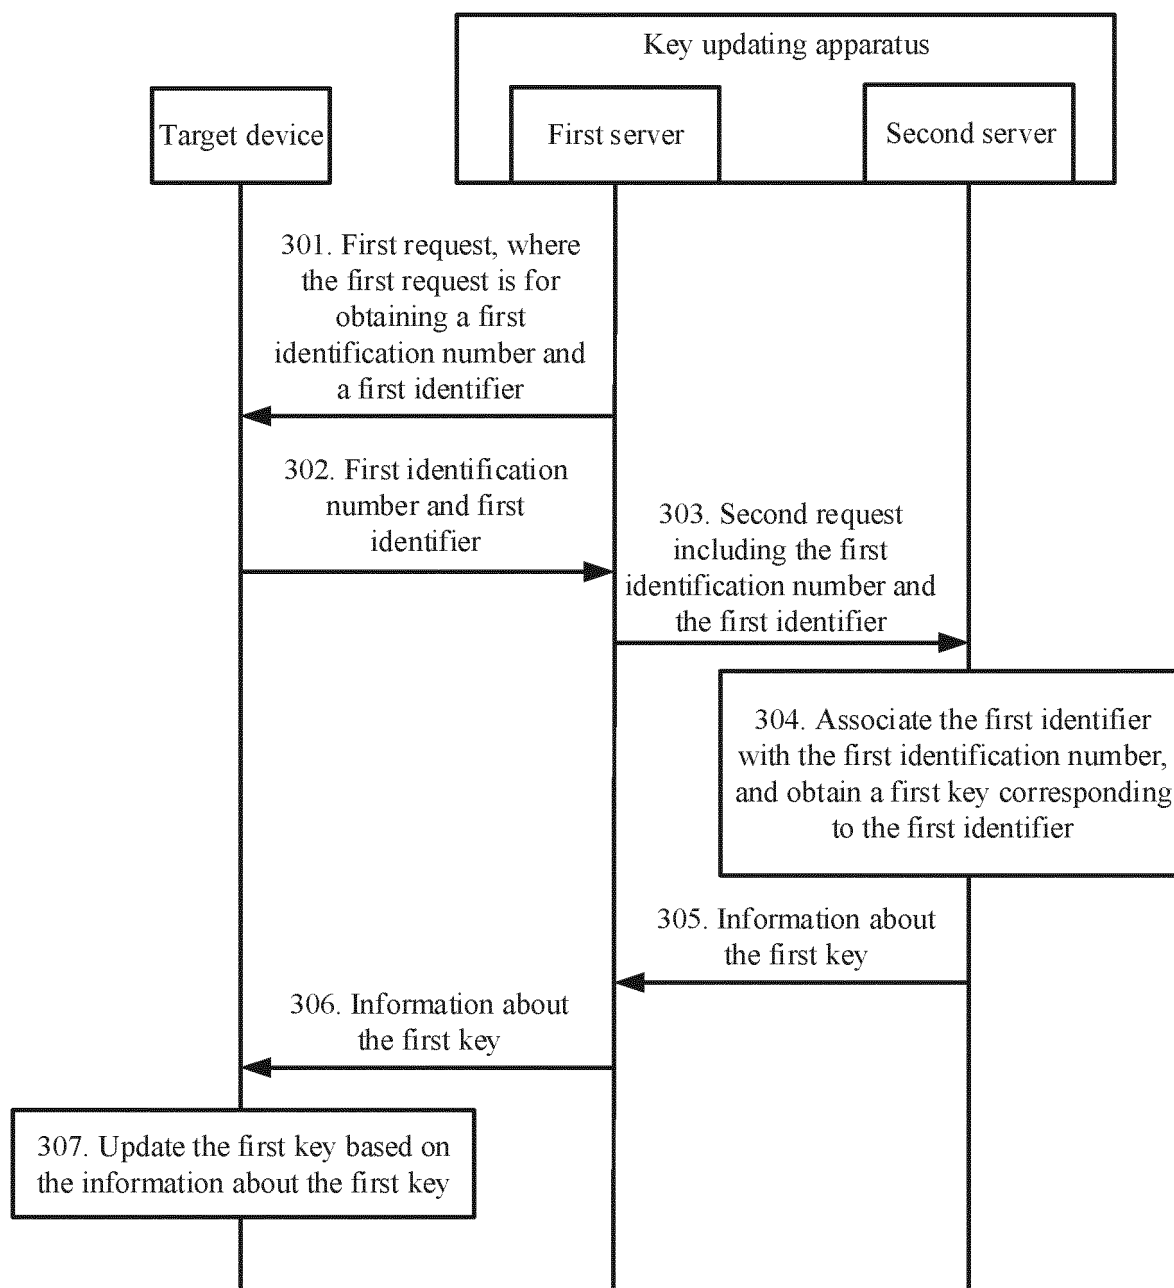 Key updating apparatus
Target device
First server
Second server
301. First request, where
the first request is for
obtaining a first
identification number and
a first identifier
302. First identification
number and first
identifier
303. Second request
including the first
identification number and
the first identifier
304. Associate the first identifier
with the first identification number,
and obtain a first key corresponding
to the first identifier
305. Information about
the first key
306. Information about
the first key
307. Update the first key based on
the information about the first key